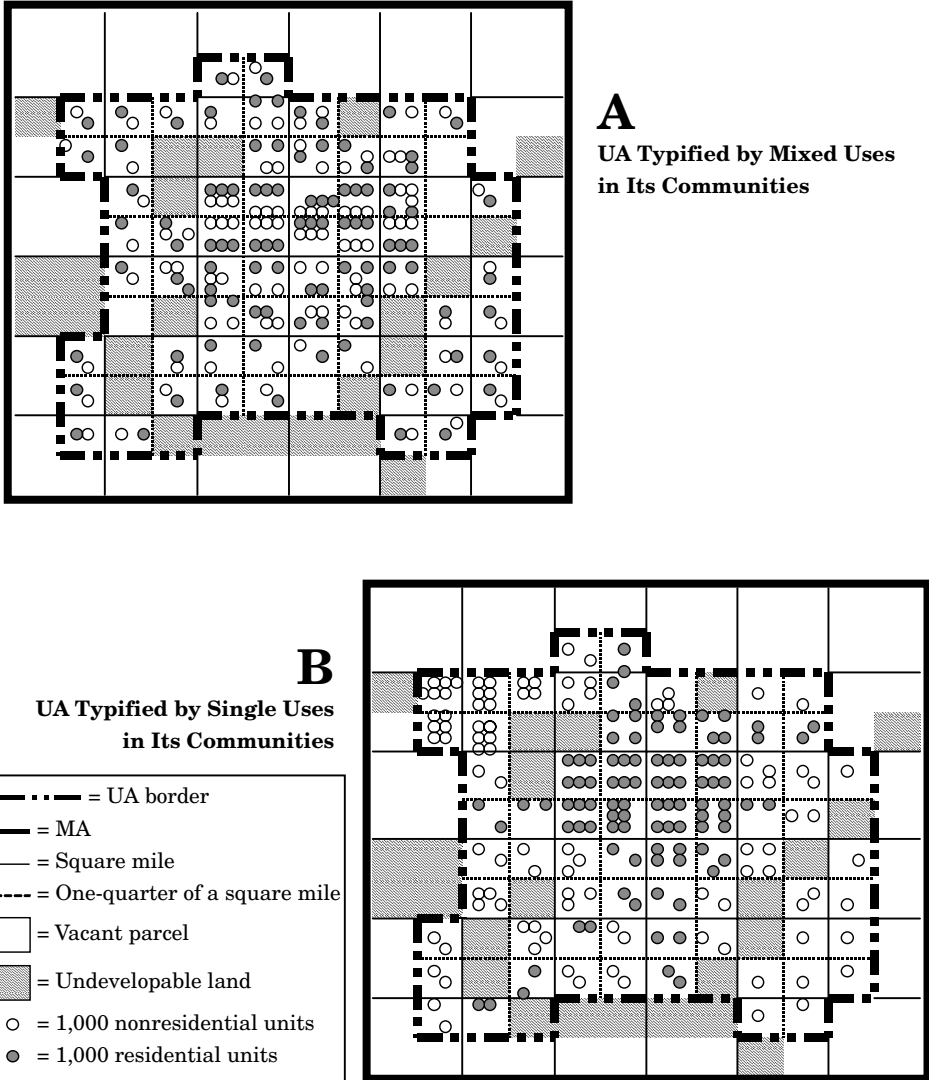 A
UA Typified by Mixed Uses
in Its Communities
B
UA Typified by Single Uses
in Its Communities
= UA border
= MA
= Square mile
= One-quarter of a square mile
= Vacant parcel
= Undevelopable land
= 1,000 nonresidential units
= 1,000 residential units